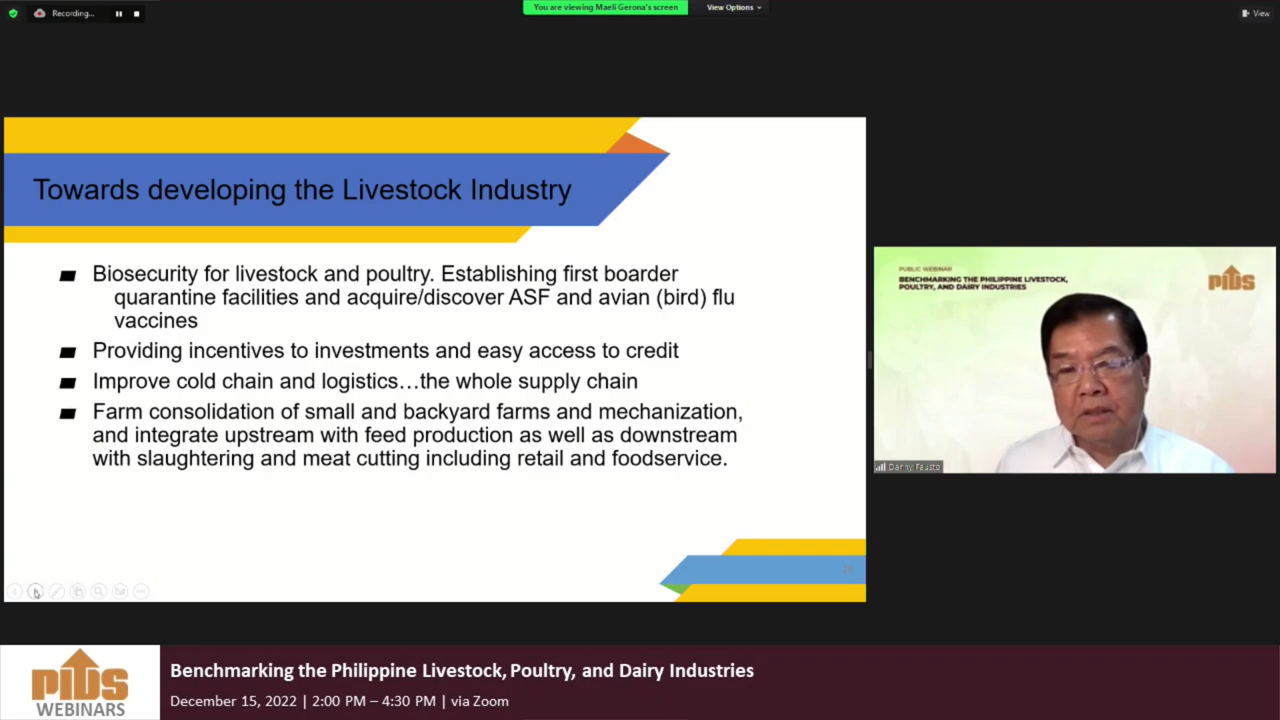 Recording...
You are viewing Maeli Gerona's screen
View Options
View
Towards developing the Livestock Industry
Biosecurity for livestock and poultry. Establishing first boarder
quarantine facilities and acquire/discover ASF and avian (bird) flu
vaccines
Providing incentives to investments and easy access to credit
Improve cold chain and logistics…the whole supply chain
Farm consolidation of small and backyard farms and mechanization,
and integrate upstream with feed production as well as downstream
with slaughtering and meat cutting including retail and foodservice.
PUBLIC WEBINAR
BENCHMARKING THE PHILIPPINE LIVESTOCK,
POULTRY, AND DAIRY INDUSTRIES
PIDS
Danny Fausto
PIDS
WEBINARS
Benchmarking the Philippine Livestock, Poultry, and Dairy Industries
December 15, 2022 | 2:00 PM – 4:30 PM | via Zoom